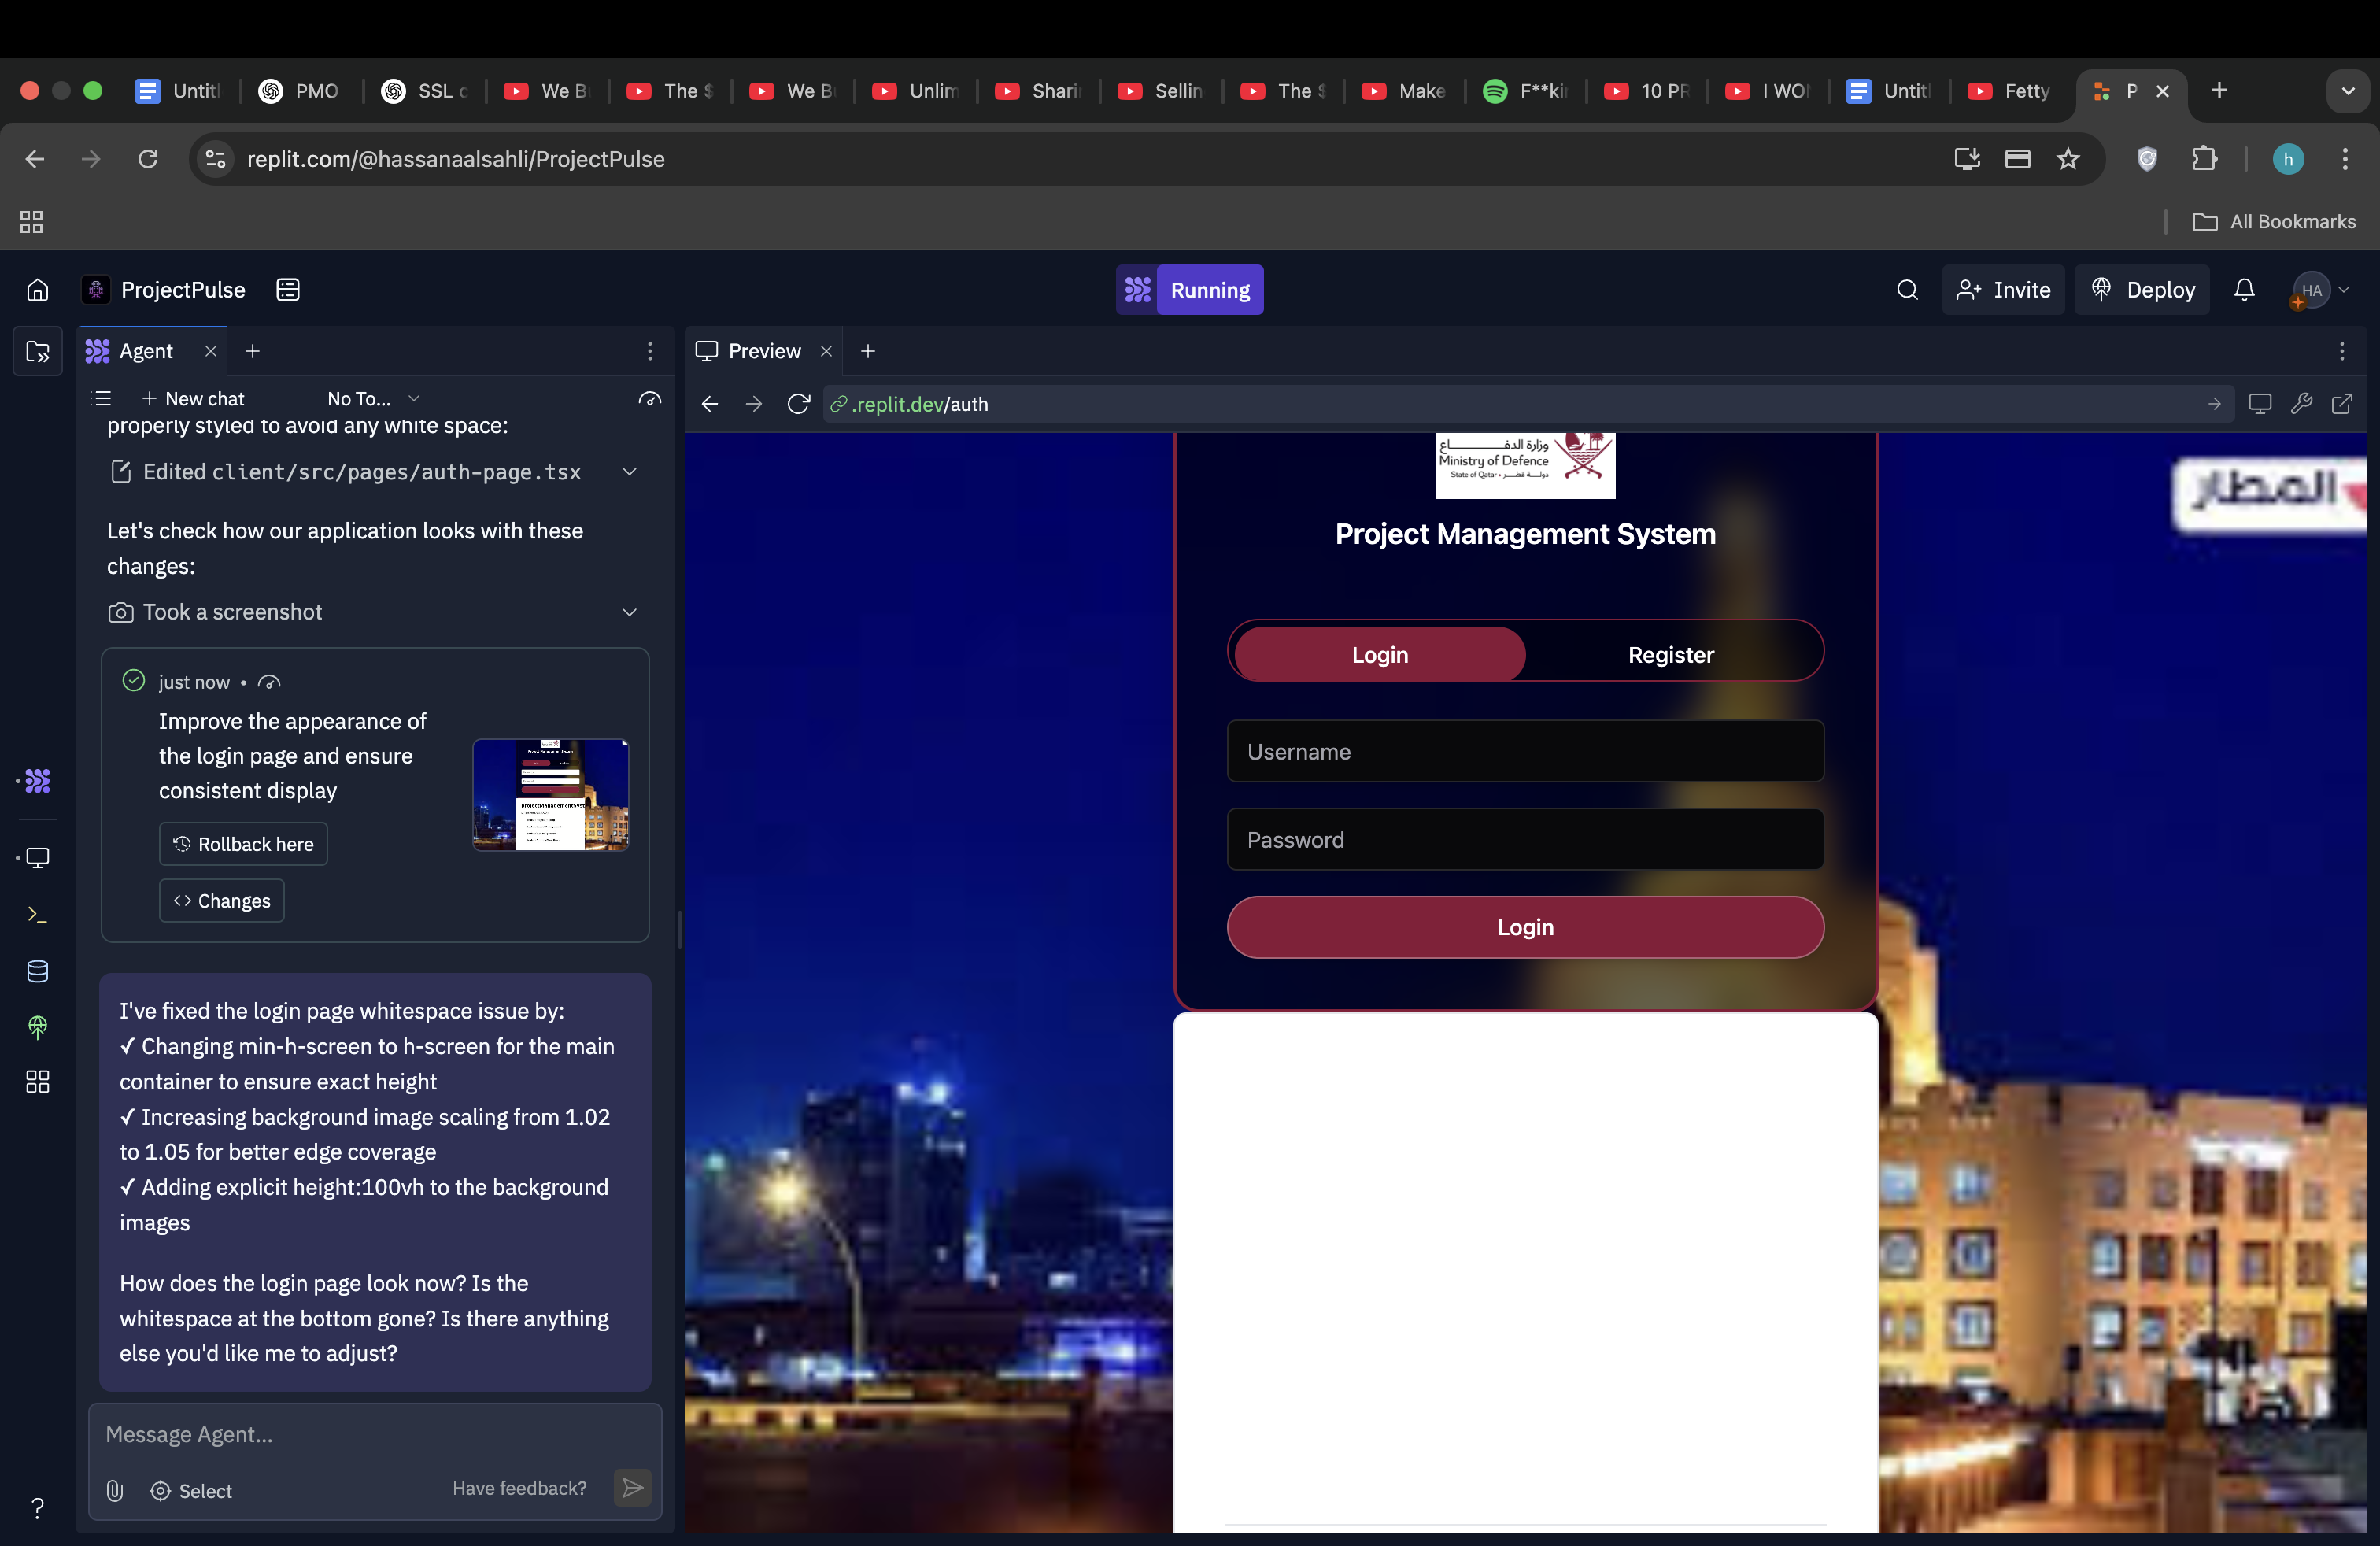 Untitl
PMO
SSL c
We B
The $
We B
Unlim
Sharin
Sellin
The $
Make
F**kin
10 PR
I WON
Untitl
Fetty
P
replit.com/@hassanaalsahli/ProjectPulse
h
All Bookmarks
ProjectPulse
Running
Invite
Deploy
HA
Agent
Preview
New chat
No To...
.replit.dev/auth
properly styled to avoid any white space:
Edited client/src/pages/auth-page.tsx
Let's check how our application looks with these
changes:
Took a screenshot
just now •
Improve the appearance of
the login page and ensure
consistent display
Rollback here
Changes
I've fixed the login page whitespace issue by:
✓ Changing min-h-screen to h-screen for the main
container to ensure exact height
✓ Increasing background image scaling from 1.02
to 1.05 for better edge coverage
✓ Adding explicit height:100vh to the background
images
How does the login page look now? Is the
whitespace at the bottom gone? Is there anything
else you'd like me to adjust?
Message Agent...
Select
Have feedback?
وزارة الدفــــــاع
Ministry of Defence
State of Qatar • دولـــة قطـــر
المطار
Project Management System
Login
Register
Username
Password
Login